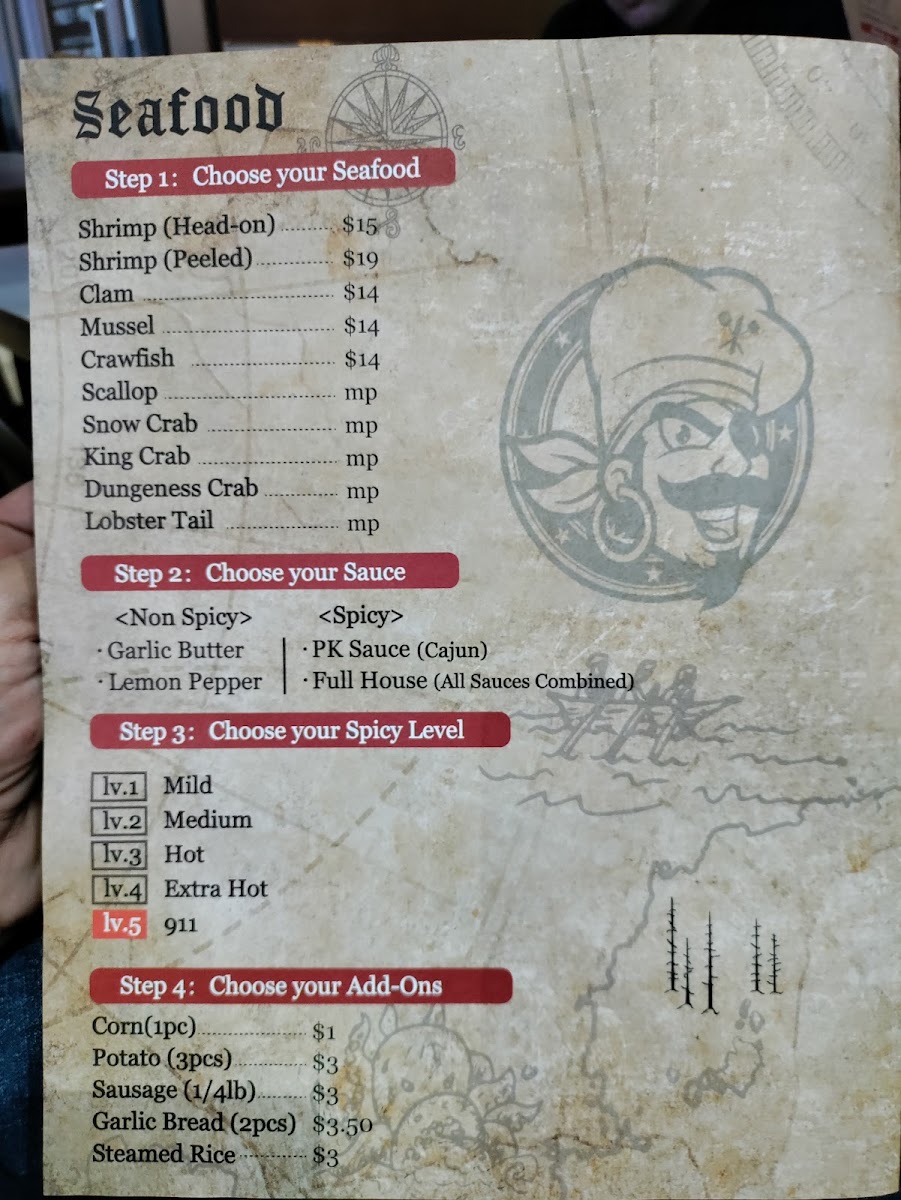 Seafood
Step 1: Choose your Seafood
Shrimp (Head-on) ......... $15
Shrimp (Peeled) ............. $19
Clam ................................ $14
Mussel ............................. $14
Crawfish ........................ $14
Scallop ............................. mp
Snow Crab ...................... mp
King Crab ....................... mp
Dungeness Crab ............ mp
Lobster Tail ................... mp
Step 2: Choose your Sauce
<Non Spicy> <Spicy>
· Garlic Butter · PK Sauce (Cajun)
· Lemon Pepper · Full House (All Sauces Combined)
Step 3: Choose your Spicy Level
lv.1 Mild
lv.2 Medium
lv.3 Hot
lv.4 Extra Hot
lv.5 911
Step 4: Choose your Add-Ons
Corn(1pc) .................. $1
Potato (3pcs) ............ $3
Sausage (1/4lb) ........ $3
Garlic Bread (2pcs) $3.50
Steamed Rice ........... $3